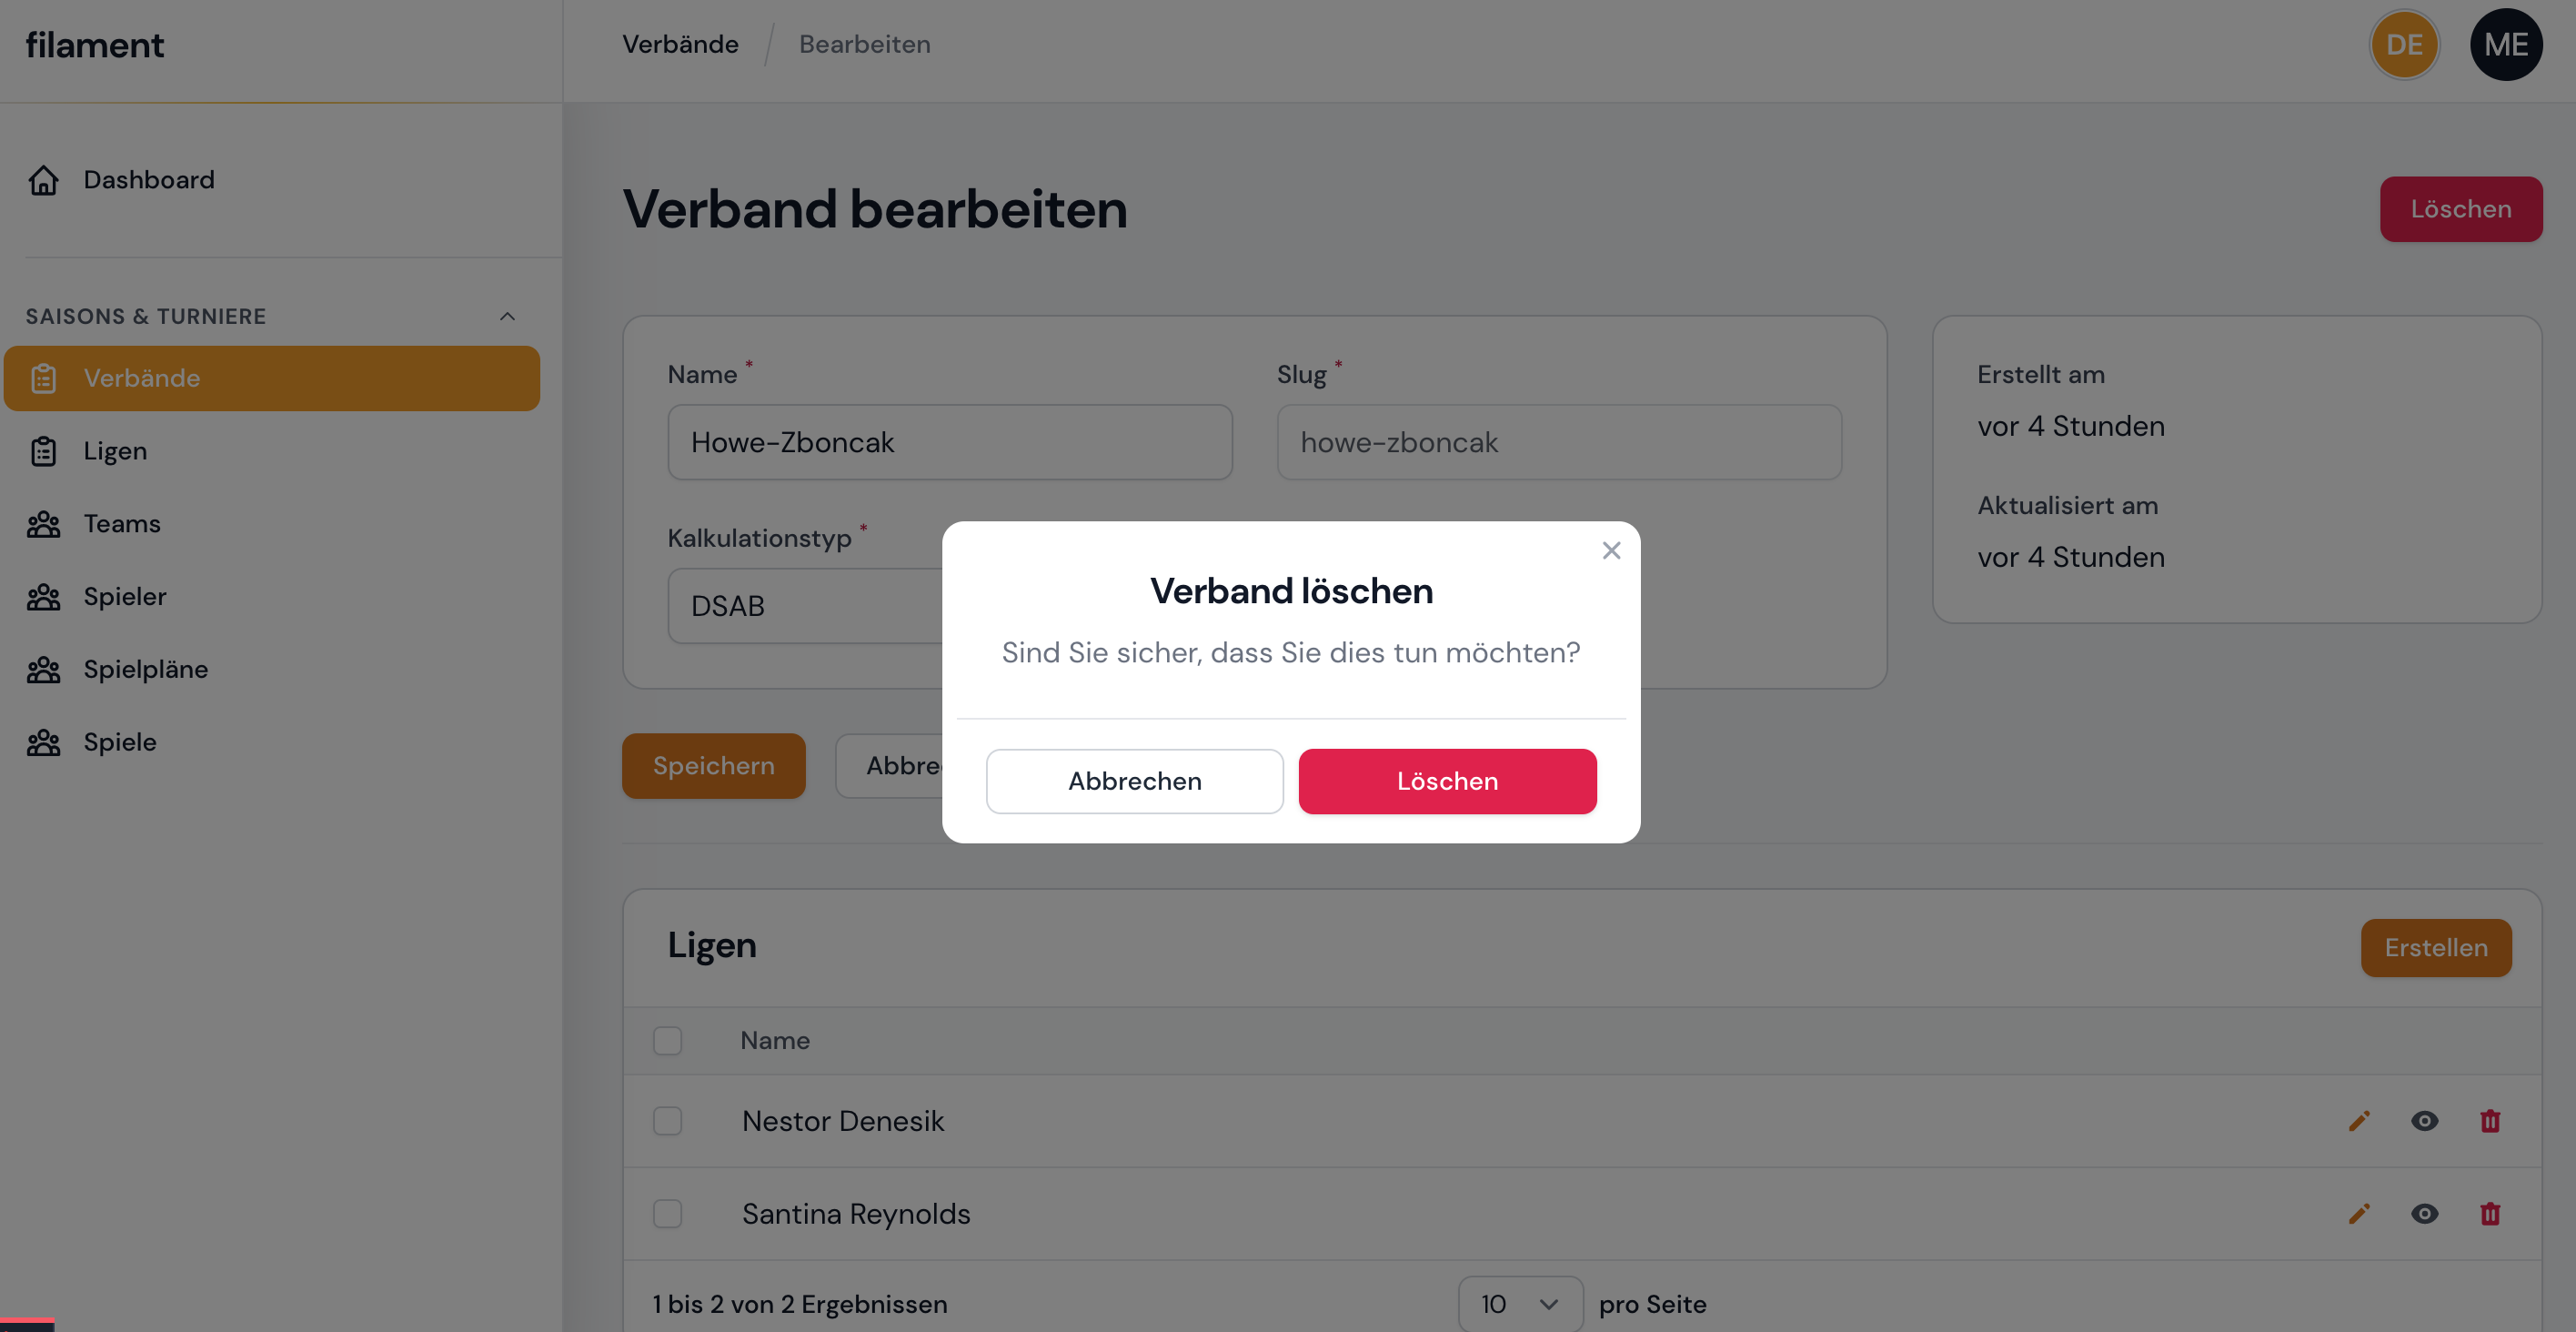 filament
Verbände / Bearbeiten
DE
ME
Dashboard
SAISONS & TURNIERE
Verbände
Ligen
Teams
Spieler
Spielpläne
Spiele
Verband bearbeiten
Löschen
Name *
Slug *
Howe-Zboncak
howe-zboncak
Kalkulationstyp *
DSAB
Erstellt am
vor 4 Stunden
Aktualisiert am
vor 4 Stunden
Verband löschen
Sind Sie sicher, dass Sie dies tun möchten?
Abbrechen
Löschen
Speichern
Abbre
Ligen
Erstellen
Name
Nestor Denesik
Santina Reynolds
1 bis 2 von 2 Ergebnissen
10
pro Seite